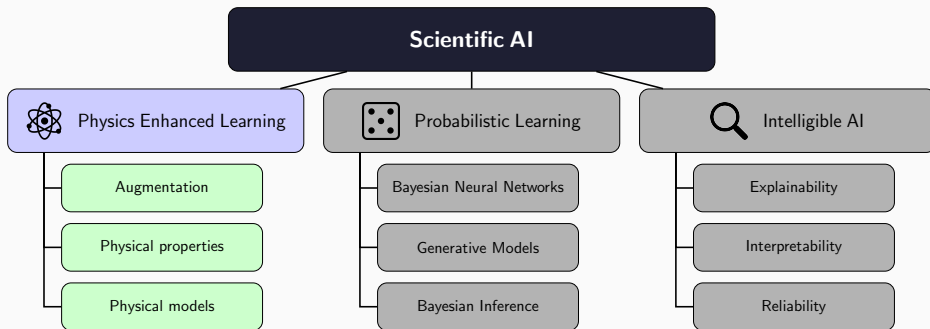 Scientific AI
Physics Enhanced Learning
Augmentation
Physical properties
Physical models
Probabilistic Learning
Bayesian Neural Networks
Generative Models
Bayesian Inference
Intelligible AI
Explainability
Interpretability
Reliability